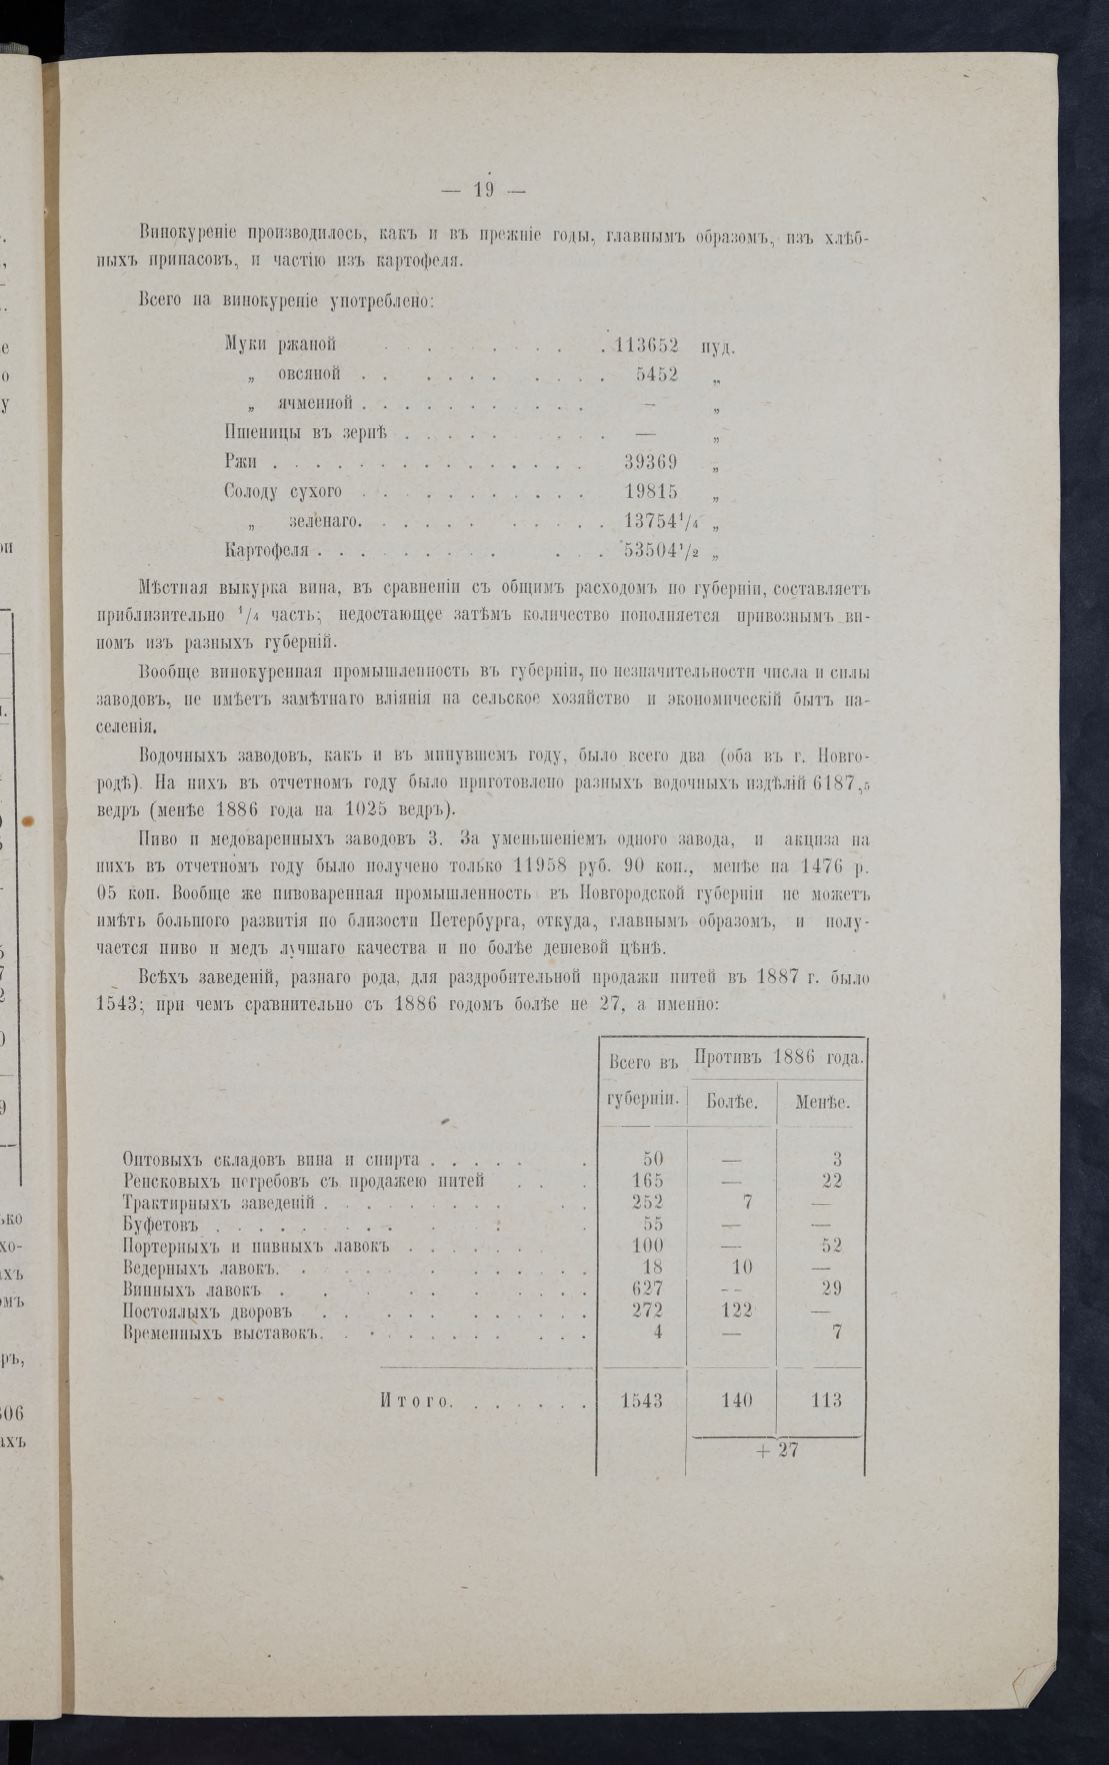 — 19 —
Винокуреніе производилось, какъ и въ прежніе годы, главнымъ образомъ, изъ хлѣб-
ныхъ припасовъ, и частію изъ картофеля.
Всего на винокуреніе употреблено:
Муки ржаной . . . . . . . 113652 пуд.
„ овсяной . . . . . . . . . . 5452 „
„ ячменной . . . . . . . . . . — „
Пшеницы въ зернѣ . . . . . . . . — „
Ржи . . . . . . . . . . . . . . . 39369 „
Солоду сухого . . . . . . . . . . . 19815 „
„ зеленаго. . . . . . . . . . . 13754¹/₄ „
Картофеля . . . . . . . . . . . . 53504¹/₂ „
Мѣстная выкурка вина, въ сравненіи съ общимъ расходомъ по губерніи, составляетъ
приблизительно ¹/₄ часть; недостающее затѣмъ количество пополняется привознымъ ви-
номъ изъ разныхъ губерній.
Вообще винокуренная промышленность въ губерніи, по незначительности числа и силы
заводовъ, не имѣетъ замѣтнаго вліянія на сельское хозяйство и экономическій бытъ на-
селенія.
Водочныхъ заводовъ, какъ и въ минувшемъ году, было всего два (оба въ г. Новго-
родѣ). На нихъ въ отчетномъ году было приготовлено разныхъ водочныхъ издѣлій 6187,₅
ведръ (менѣе 1886 года на 1025 ведръ).
Пиво и медоваренныхъ заводовъ 3. За уменьшеніемъ одного завода, и акциза на
нихъ въ отчетномъ году было получено только 11958 руб. 90 коп., менѣе на 1476 р.
05 коп. Вообще же пивоваренная промышленность въ Новгородской губерніи не можетъ
имѣть большого развитія по близости Петербурга, откуда, главнымъ образомъ, и полу-
чается пиво и медъ лучшаго качества и по болѣе дешевой цѣнѣ.
Всѣхъ заведеній, разнаго рода, для раздробительной продажи питей въ 1887 г. было
1543; при чемъ сравнительно съ 1886 годомъ болѣе не 27, а именно:
Всего въ губерніи. Противъ 1886 года.
Болѣе. Менѣе.
Оптовыхъ складовъ вина и спирта . . . . . . 50 — 3
Ренсковыхъ погребовъ съ продажею питей . . . 165 — 22
Трактирныхъ заведеній . . . . . . . . . . 252 7 —
Буфетовъ . . . . . . . . . . . 55 — —
Портерныхъ и пивныхъ лавокъ . . . . . . . 100 — 52
Ведерныхъ лавокъ. . . . . . . . . 18 10 —
Винныхъ лавокъ . . . . . . . . . . 627 -- 29
Постоялыхъ дворовъ . . . . . . . . . . . 272 122 —
Временныхъ выставокъ. . . . . . . . . . . 4 — 7
Итого. . . . . . . 1543 140 113
+ 27